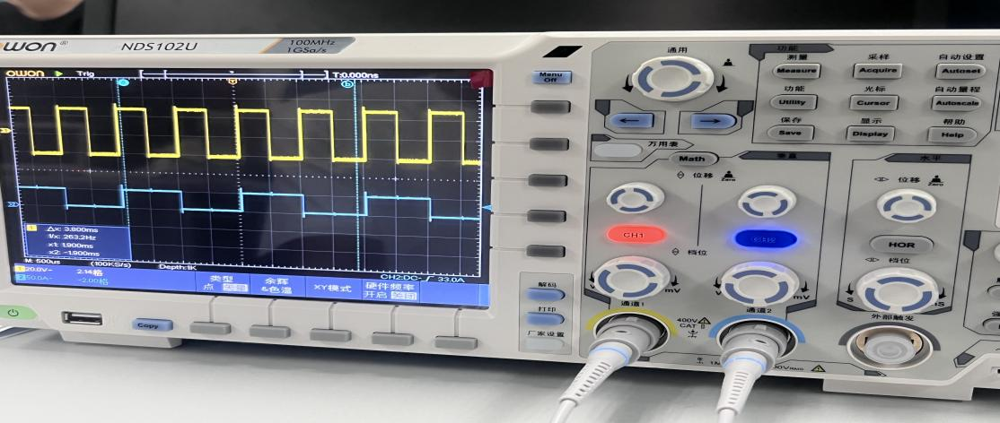 owon®
NDS102U
100MHz
1GSa/s
OWON
Trig
T:0.000ns
b
Δx: 3.800ms
1/x: 263.2Hz
x1: 1.900ms
x2: -1.900ms
M: 500us
(100KS/s)
Depth:1K
1
20.0V~
2.14格
2
50.0A-
-2.00格
CH2:DC-
33.0A
类型
点 矢量
余辉
&色温
XY模式
硬件频率
开启 关闭
Copy
Menu
Off
解码
打印
厂家设置
通用
←
→
万用表
Math
功能
测量
采样
自动设置
Measure
Acquire
Autoset
功能
光标
自动量程
Utility
Cursor
Autoscale
保存
显示
帮助
Save
Display
Help
垂直
水平
位移
Zero
位移
Zero
CH1
CH2
HOR
档位
档位
mV
V
mV
S
nS
通道1
通道2
外部触发
400V
CAT II